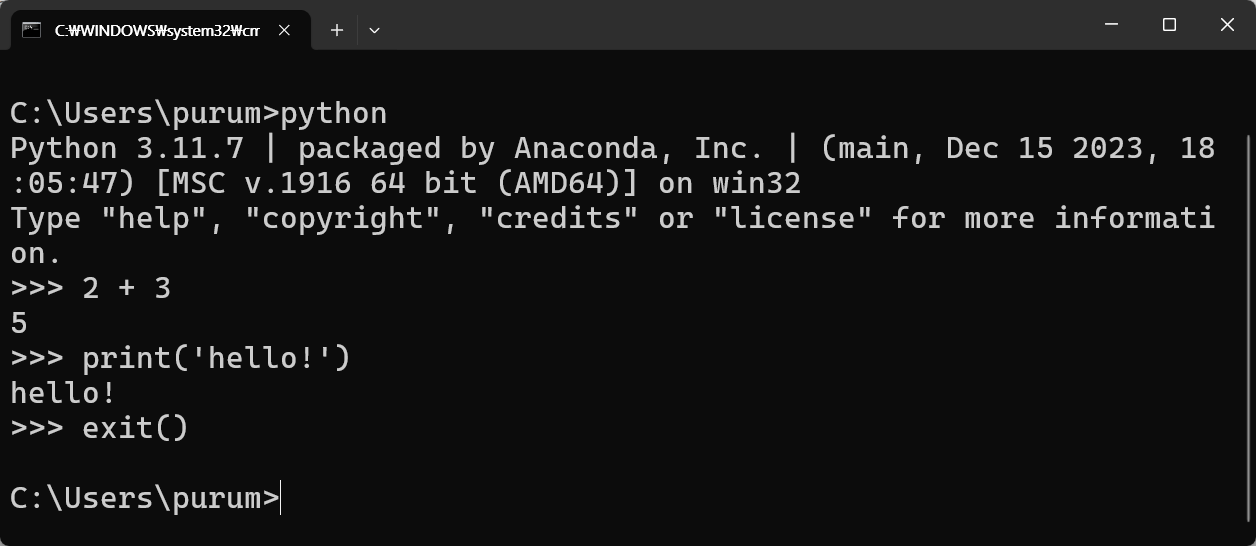 C:₩WINDOWS₩system32₩cm
C:\Users\purum>python
Python 3.11.7 | packaged by Anaconda, Inc. | (main, Dec 15 2023, 18
:05:47) [MSC v.1916 64 bit (AMD64)] on win32
Type "help", "copyright", "credits" or "license" for more informati
on.
>>> 2 + 3
5
>>> print('hello!')
hello!
>>> exit()
C:\Users\purum>